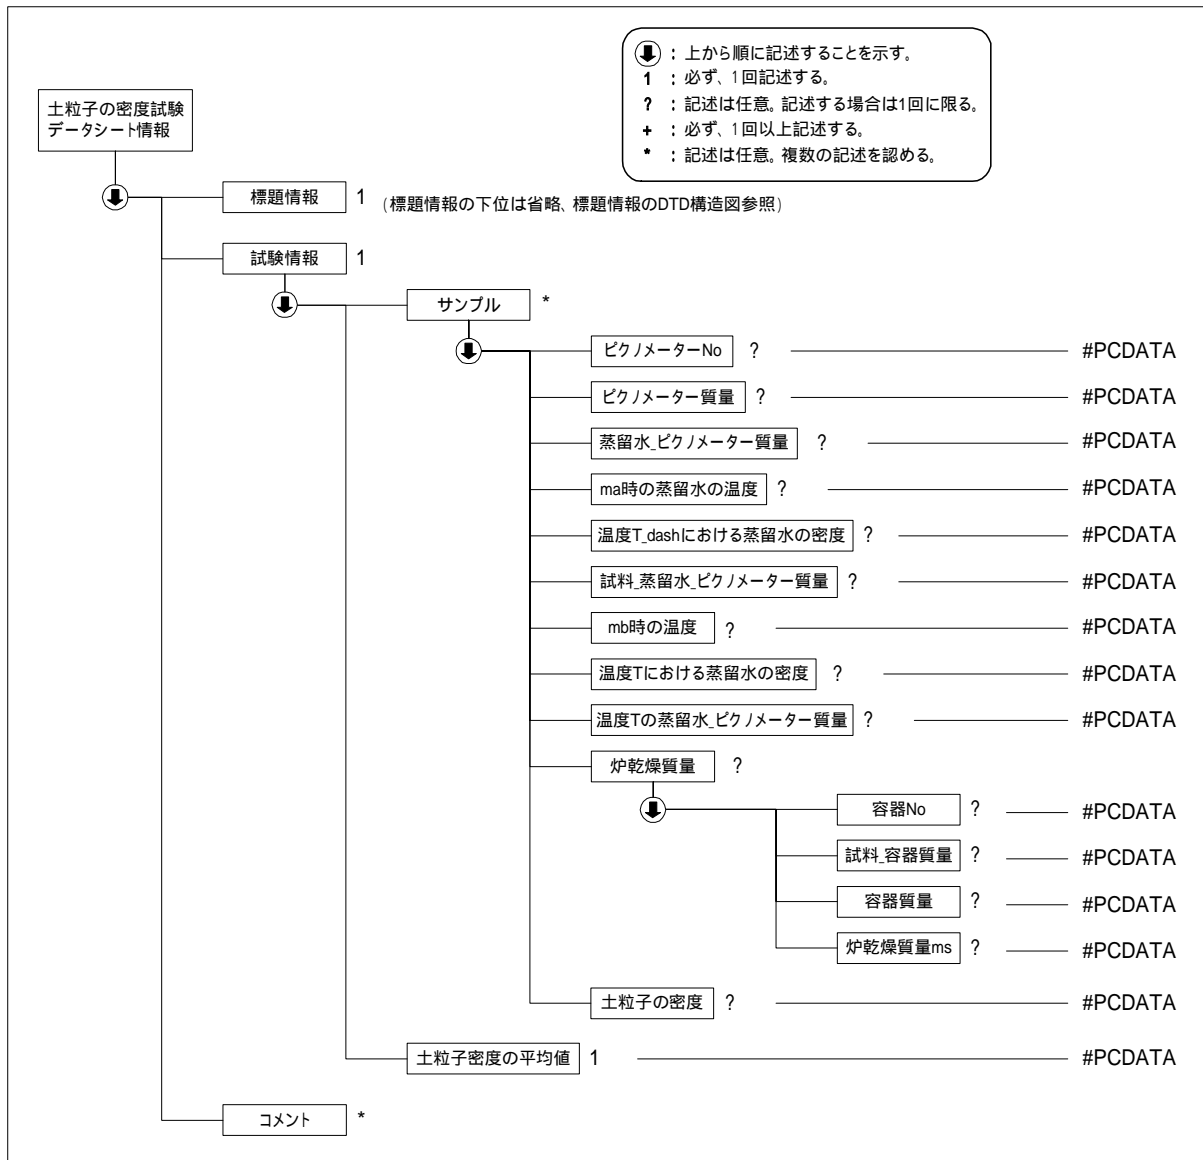 ： 上から順に記述することを示す。
1 ： 必ず、1回記述する。
? ： 記述は任意。記述する場合は1回に限る。
+ ： 必ず、1回以上記述する。
* ： 記述は任意。複数の記述を認める。
土粒子の密度試験
データシート情報
標題情報 1 （標題情報の下位は省略、標題情報のDTD構造図参照）
試験情報 1
サンプル *
ピクノメーターNo ? #PCDATA
ピクノメーター質量 ? #PCDATA
蒸留水_ピクノメーター質量 ? #PCDATA
ma時の蒸留水の温度 ? #PCDATA
温度T_dashにおける蒸留水の密度 ? #PCDATA
試料_蒸留水_ピクノメーター質量 ? #PCDATA
mb時の温度 ? #PCDATA
温度Tにおける蒸留水の密度 ? #PCDATA
温度Tの蒸留水_ピクノメーター質量 ? #PCDATA
炉乾燥質量 ?
容器No ? #PCDATA
試料_容器質量 ? #PCDATA
容器質量 ? #PCDATA
炉乾燥質量ms ? #PCDATA
土粒子の密度 ? #PCDATA
土粒子密度の平均値 1 #PCDATA
コメント *